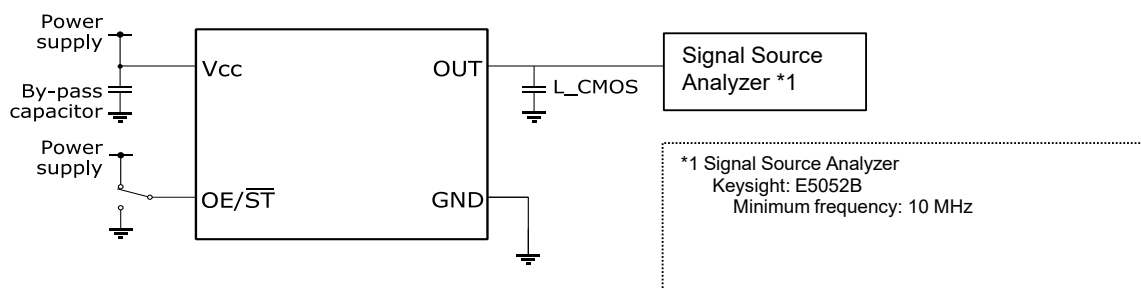 Power
supply
Vcc
By-pass
capacitor
Power
supply
OE/ST
OUT
L_CMOS
GND
Signal Source
Analyzer *1
*1 Signal Source Analyzer
Keysight: E5052B
Minimum frequency: 10 MHz